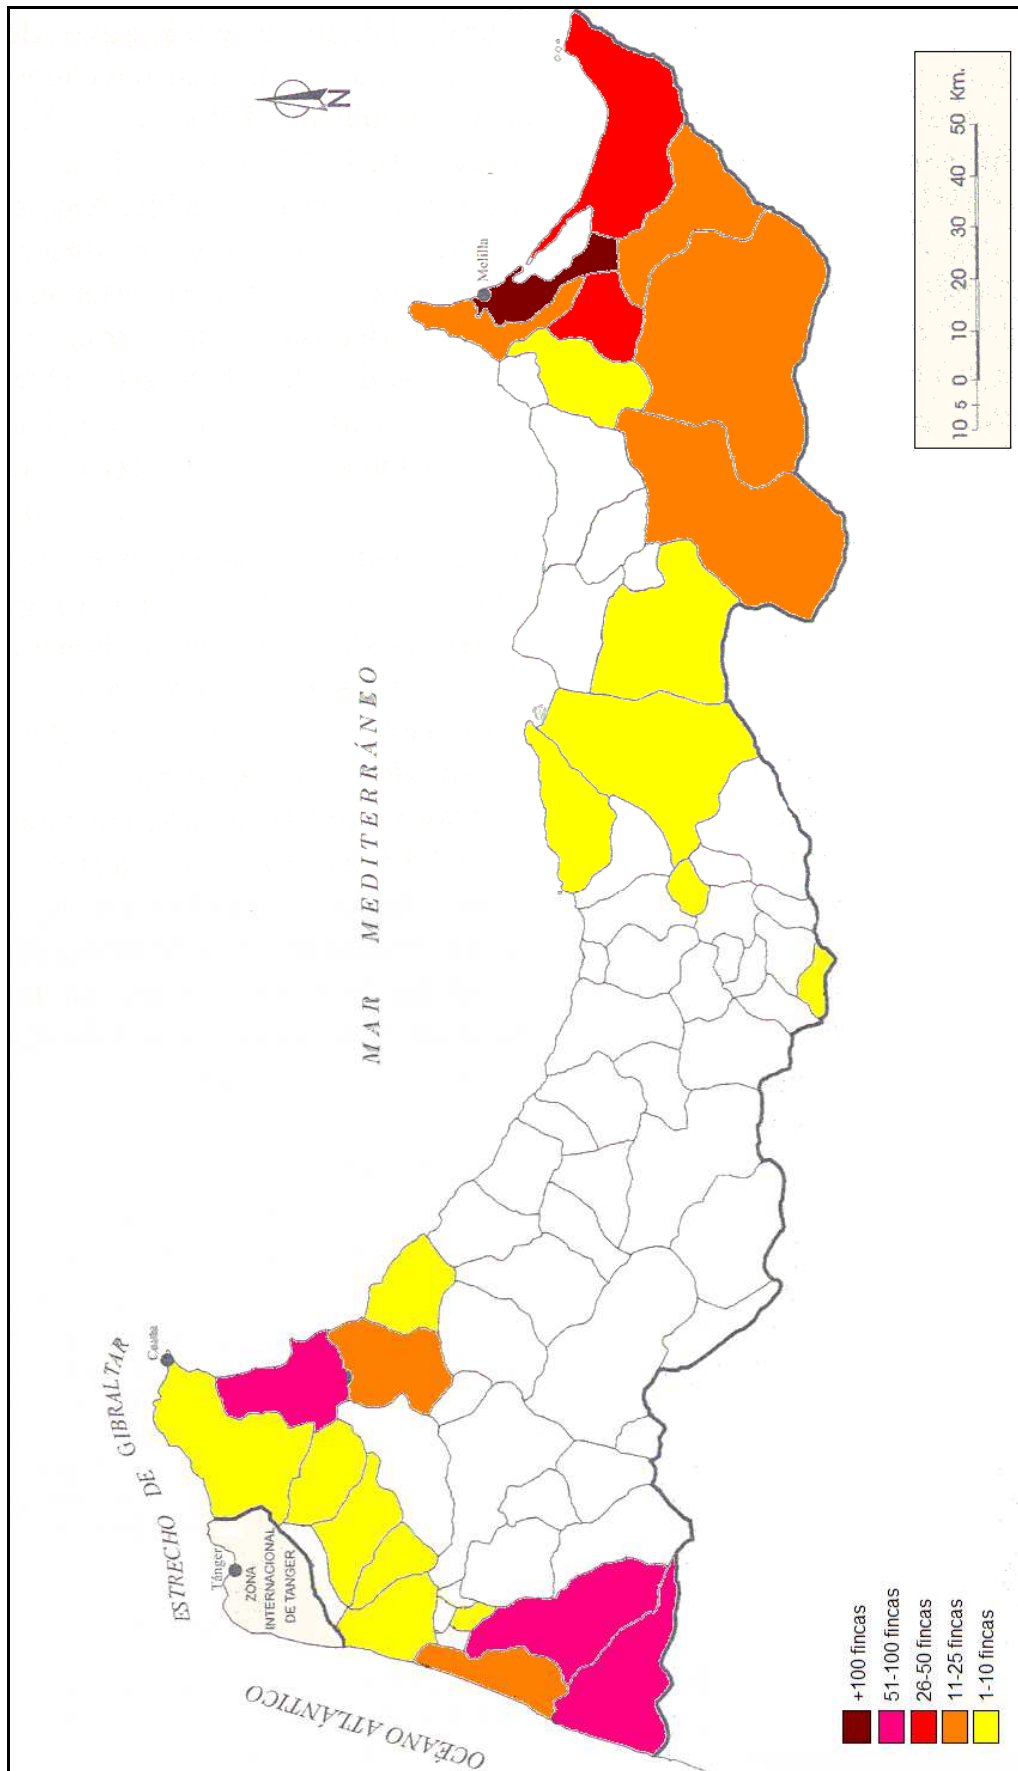 ESTRECHO DE GIBRALTAR
Ceuta
Tánger
ZONA
INTERNACIONAL
DE TANGER
OCÉANO ATLÁNTICO
MAR MEDITERRÁNEO
Melilla
N
10 5 0 10 20 30 40 50 Km.
+100 fincas
51-100 fincas
26-50 fincas
11-25 fincas
1-10 fincas